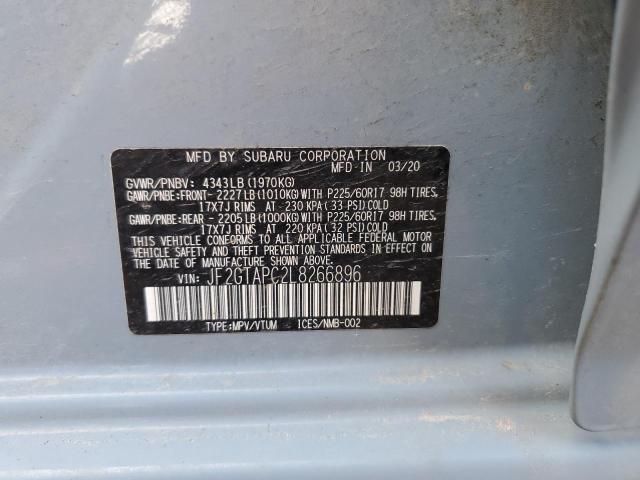 MFD BY SUBARU CORPORATION
MFD IN 03/20
GVWR/PNBV: 4343LB (1970KG)
GAWR/PNBE:FRONT- 2227LB (1010KG) WITH P225/60R17 98H TIRES,
17X7J RIMS AT 230 KPA (33 PSI) COLD
GAWR/PNBE:REAR - 2205LB (1000KG) WITH P225/60R17 98H TIRES,
17X7J RIMS AT 220 KPA (32 PSI) COLD
THIS VEHICLE CONFORMS TO ALL APPLICABLE FEDERAL MOTOR
VEHICLE SAFETY AND THEFT PREVENTION STANDARDS IN
EFFECT ON THE DATE OF MANUFACTURE SHOWN ABOVE.
VIN: JF2GTAPC2L8266896
TYPE:MPV/VTUM ICES/NMB-002